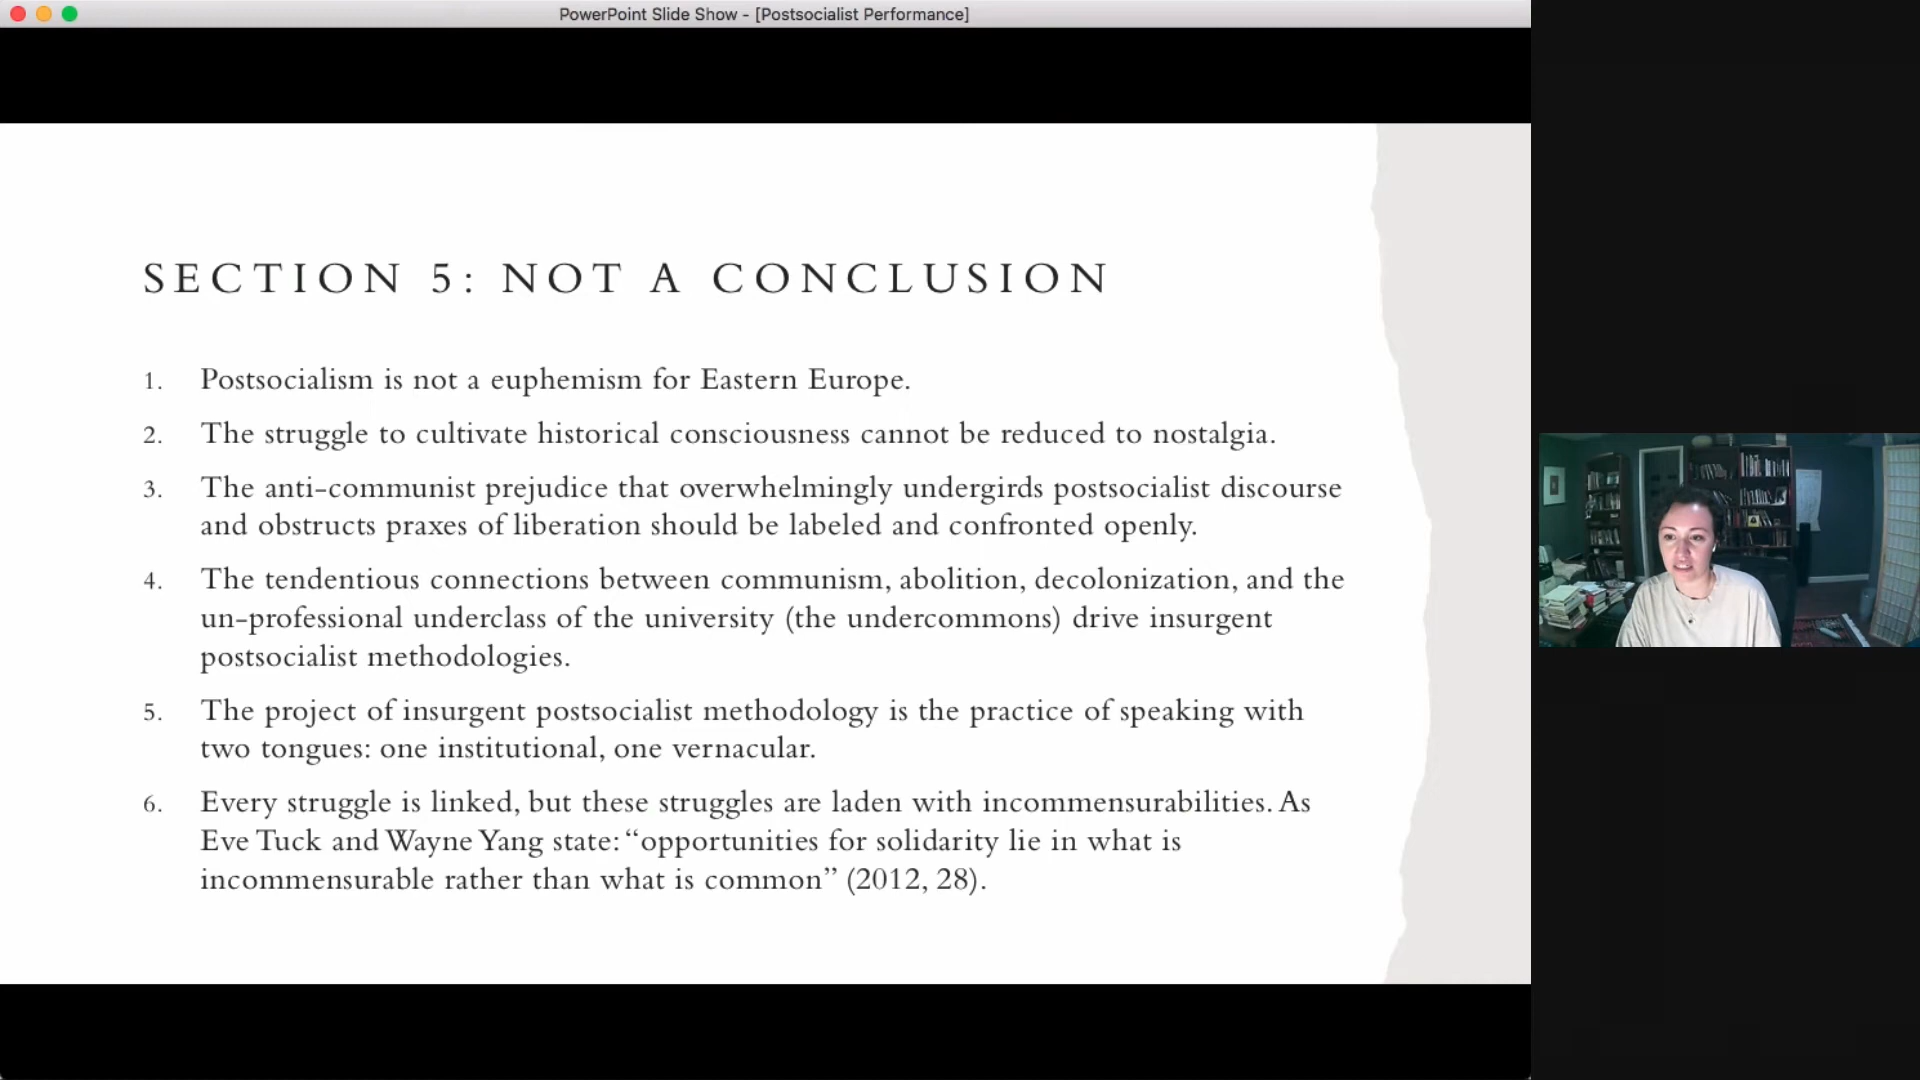 PowerPoint Slide Show - [Postsocialist Performance]
SECTION 5: NOT A CONCLUSION
1. Postsocialism is not a euphemism for Eastern Europe.
2. The struggle to cultivate historical consciousness cannot be reduced to nostalgia.
3. The anti-communist prejudice that overwhelmingly undergirds postsocialist discourse
and obstructs praxes of liberation should be labeled and confronted openly.
4. The tendentious connections between communism, abolition, decolonization, and the
un-professional underclass of the university (the undercommons) drive insurgent
postsocialist methodologies.
5. The project of insurgent postsocialist methodology is the practice of speaking with
two tongues: one institutional, one vernacular.
6. Every struggle is linked, but these struggles are laden with incommensurabilities. As
Eve Tuck and Wayne Yang state: “opportunities for solidarity lie in what is
incommensurable rather than what is common” (2012, 28).